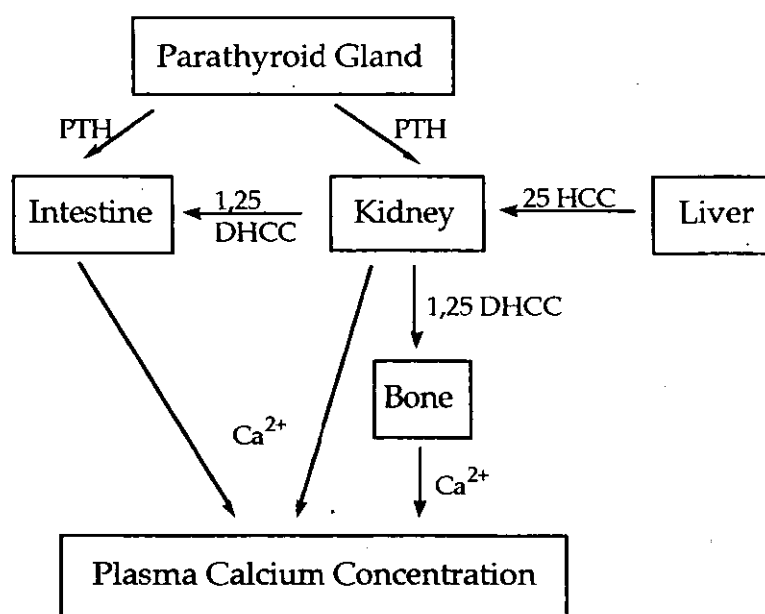 Parathyroid Gland
PTH
PTH
Intestine
1,25
DHCC
Kidney
25 HCC
Liver
1,25 DHCC
Bone
Ca²⁺
Ca²⁺
Plasma Calcium Concentration